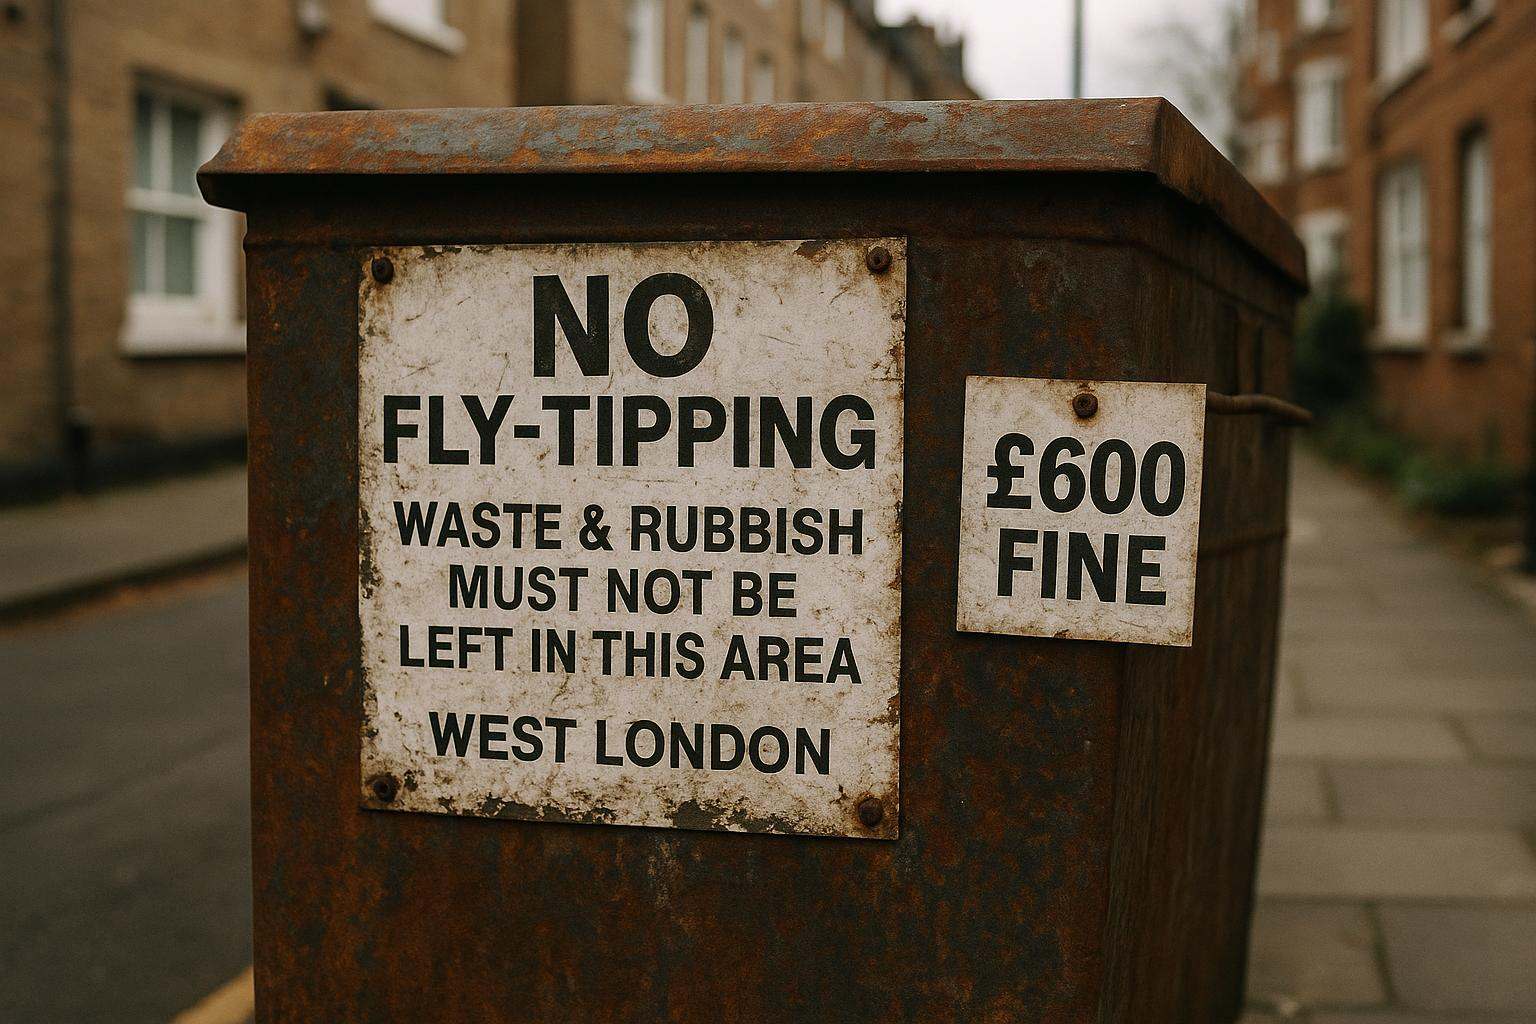 NO
FLY-TIPPING
WASTE & RUBBISH
MUST NOT BE
LEFT IN THIS AREA
WEST LONDON
£600
FINE